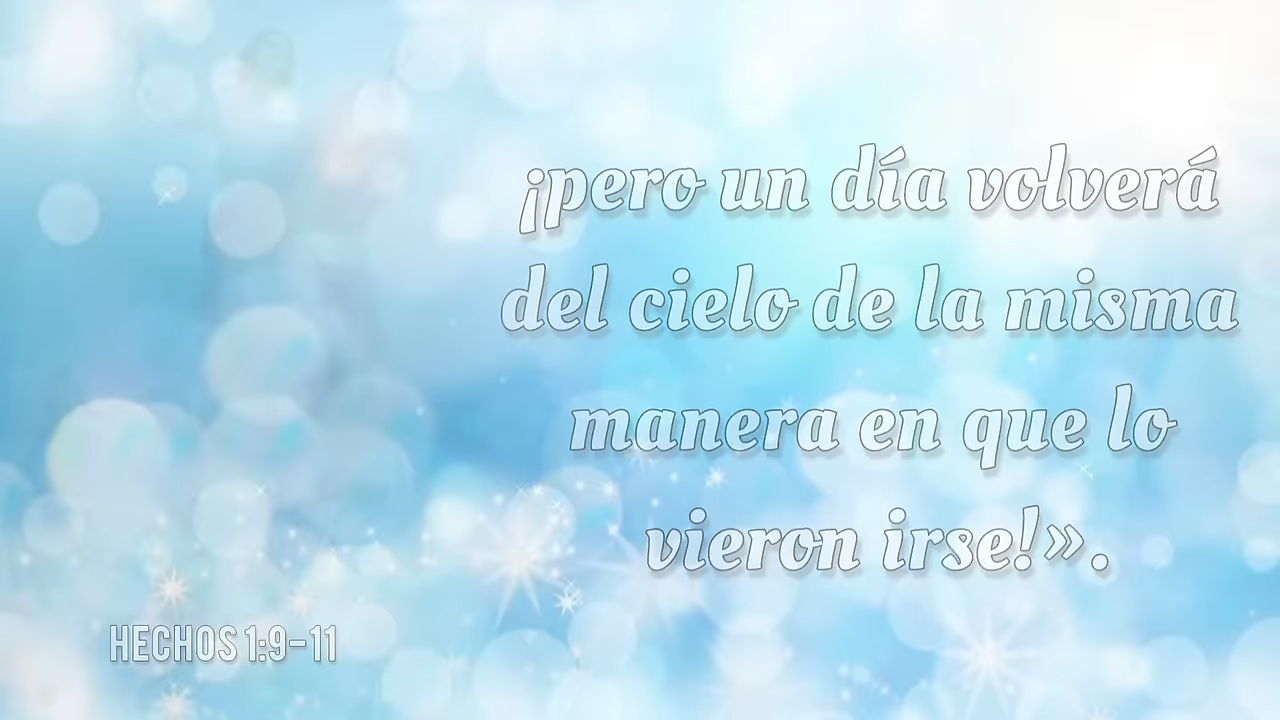 ¡pero un día volverá
del cielo de la misma
manera en que lo
vieron irse!».
HECHOS 1:9-11